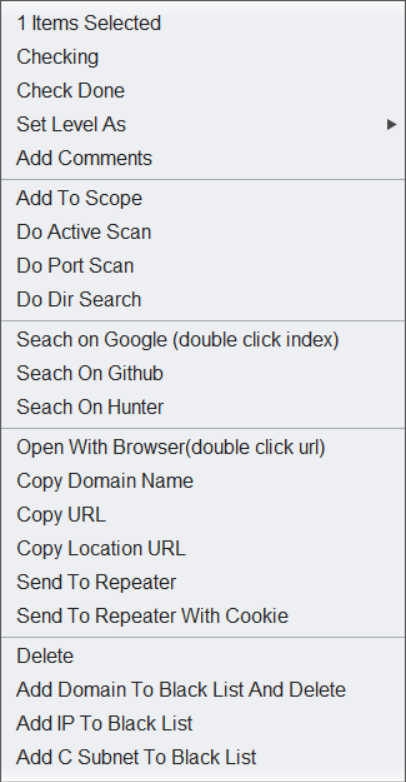 1 Items Selected
Checking
Check Done
Set Level As
Add Comments
Add To Scope
Do Active Scan
Do Port Scan
Do Dir Search
Seach on Google (double click index)
Seach On Github
Seach On Hunter
Open With Browser(double click url)
Copy Domain Name
Copy URL
Copy Location URL
Send To Repeater
Send To Repeater With Cookie
Delete
Add Domain To Black List And Delete
Add IP To Black List
Add C Subnet To Black List